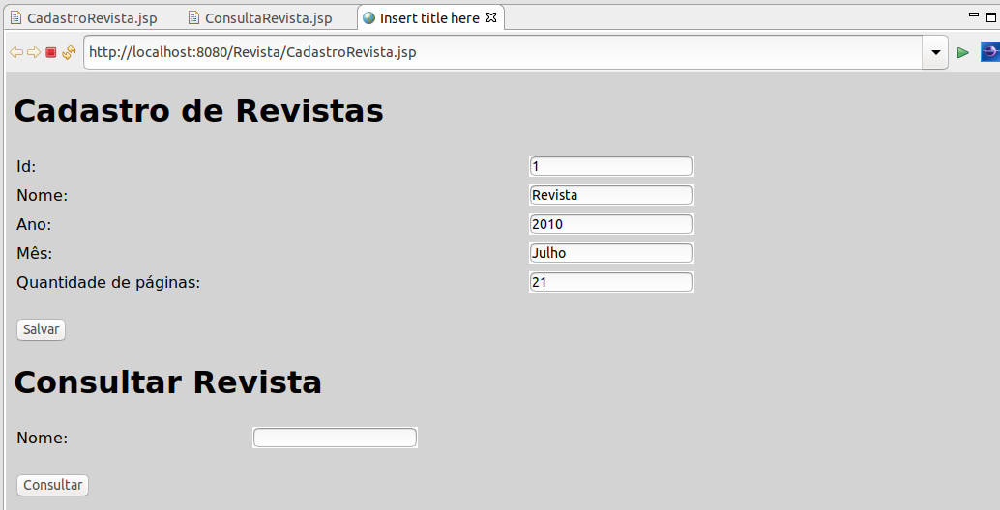 CadastroRevista.jsp ConsultaRevista.jsp Insert title here
http://localhost:8080/Revista/CadastroRevista.jsp
Cadastro de Revistas
Id: 1
Nome: Revista
Ano: 2010
Mês: Julho
Quantidade de páginas: 21
Salvar
Consultar Revista
Nome:
Consultar